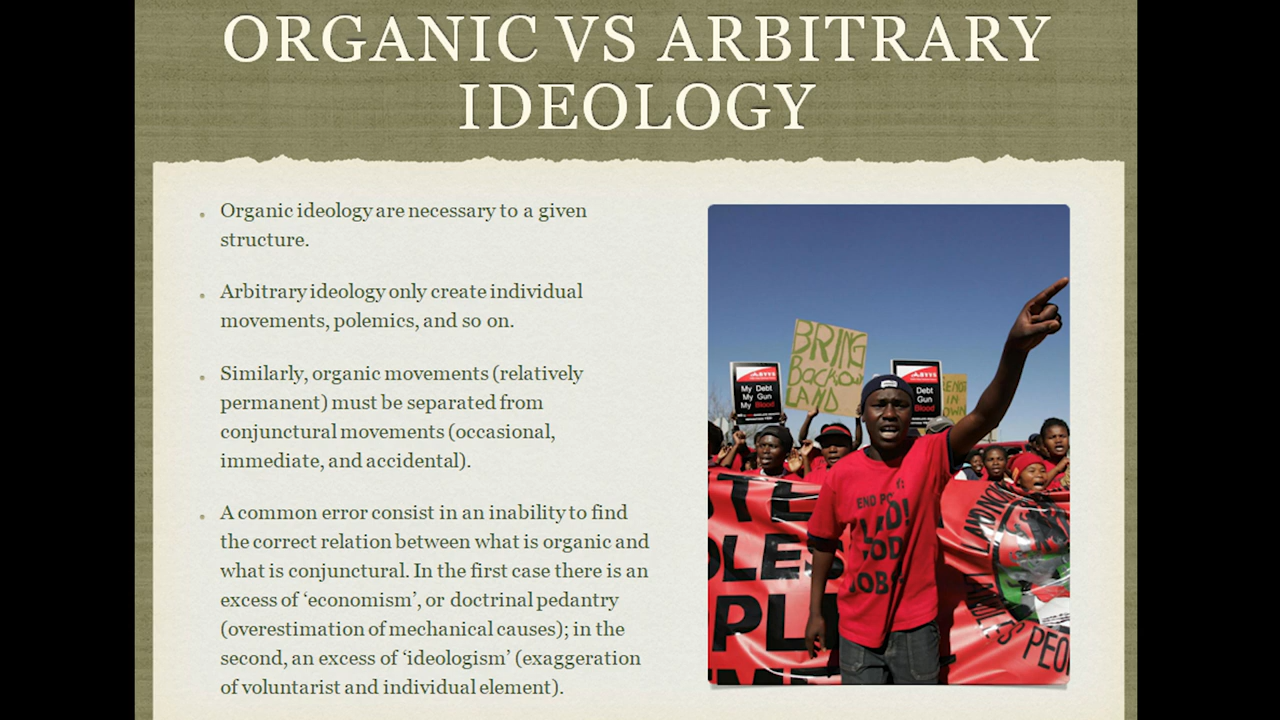 ORGANIC VS ARBITRARY
IDEOLOGY
Organic ideology are necessary to a given
structure.
Arbitrary ideology only create individual
movements, polemics, and so on.
Similarly, organic movements (relatively
permanent) must be separated from
conjunctural movements (occasional,
immediate, and accidental).
A common error consist in an inability to find
the correct relation between what is organic and
what is conjunctural. In the first case there is an
excess of ‘economism’, or doctrinal pedantry
(overestimation of mechanical causes); in the
second, an excess of ‘ideologism’ (exaggeration
of voluntarist and individual element).
BRING
BACK OUR
LAND
My Debt
My Gun
My Blood
Debt
Gun
Blood
IN
END
JOBS